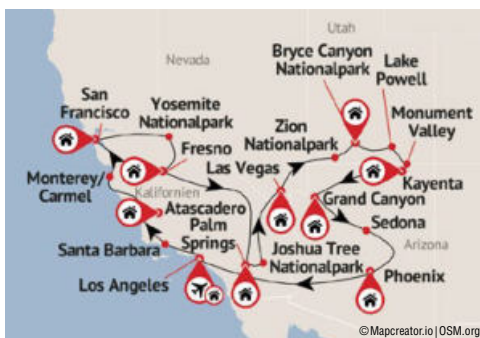 Utah
Bryce Canyon
Nationalpark
Lake
Powell
Nevada
San
Francisco
Yosemite
Nationalpark
Zion
Nationalpark
Monument
Valley
Fresno
Las Vegas
Monterey/
Carmel
Kalifornien
Kayenta
Grand Canyon
Atascadero
Palm
Springs
Sedona
Arizona
Santa Barbara
Joshua Tree
Nationalpark
Los Angeles
Phoenix
©Mapcreator.io|OSM.org